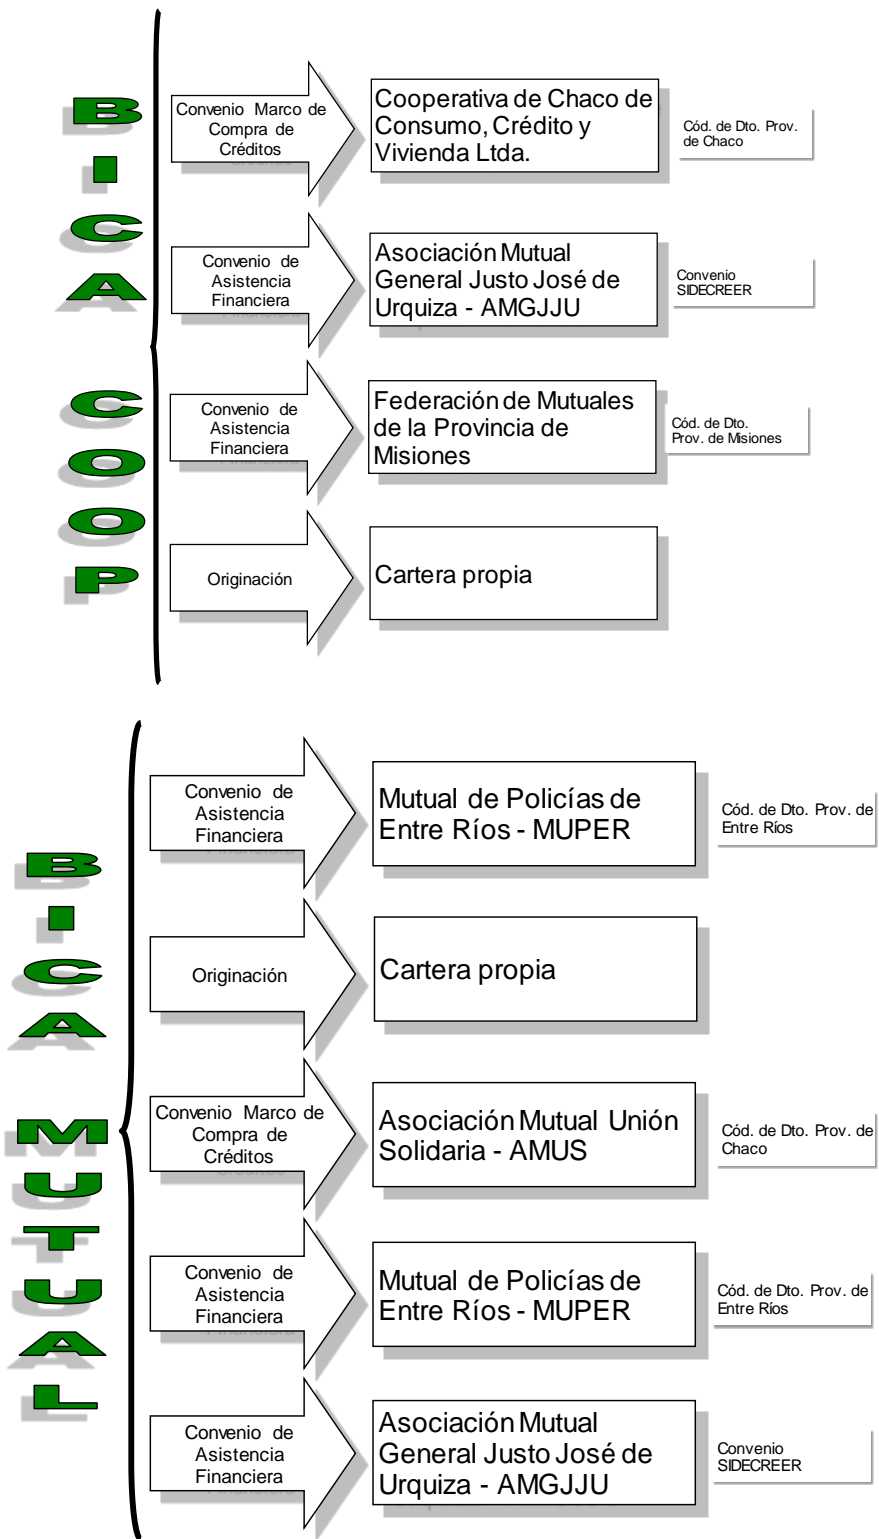 BICA COOP
Convenio Marco de
Compra de
Créditos
Cooperativa de Chaco de
Consumo, Crédito y
Vivienda Ltda.
Cód. de Dto. Prov.
de Chaco
Convenio de
Asistencia
Financiera
Asociación Mutual
General Justo José de
Urquiza - AMGJJU
Convenio
SIDECREER
Convenio de
Asistencia
Financiera
Federación de Mutuales
de la Provincia de
Misiones
Cód. de Dto.
Prov. de Misiones
Originación
Cartera propia
BICA MUTUAL
Convenio de
Asistencia
Financiera
Mutual de Policías de
Entre Ríos - MUPER
Cód. de Dto. Prov. de
Entre Ríos
Originación
Cartera propia
Convenio Marco de
Compra de
Créditos
Asociación Mutual Unión
Solidaria - AMUS
Cód. de Dto. Prov. de
Chaco
Convenio de
Asistencia
Financiera
Mutual de Policías de
Entre Ríos - MUPER
Cód. de Dto. Prov. de
Entre Ríos
Convenio de
Asistencia
Financiera
Asociación Mutual
General Justo José de
Urquiza - AMGJJU
Convenio
SIDECREER